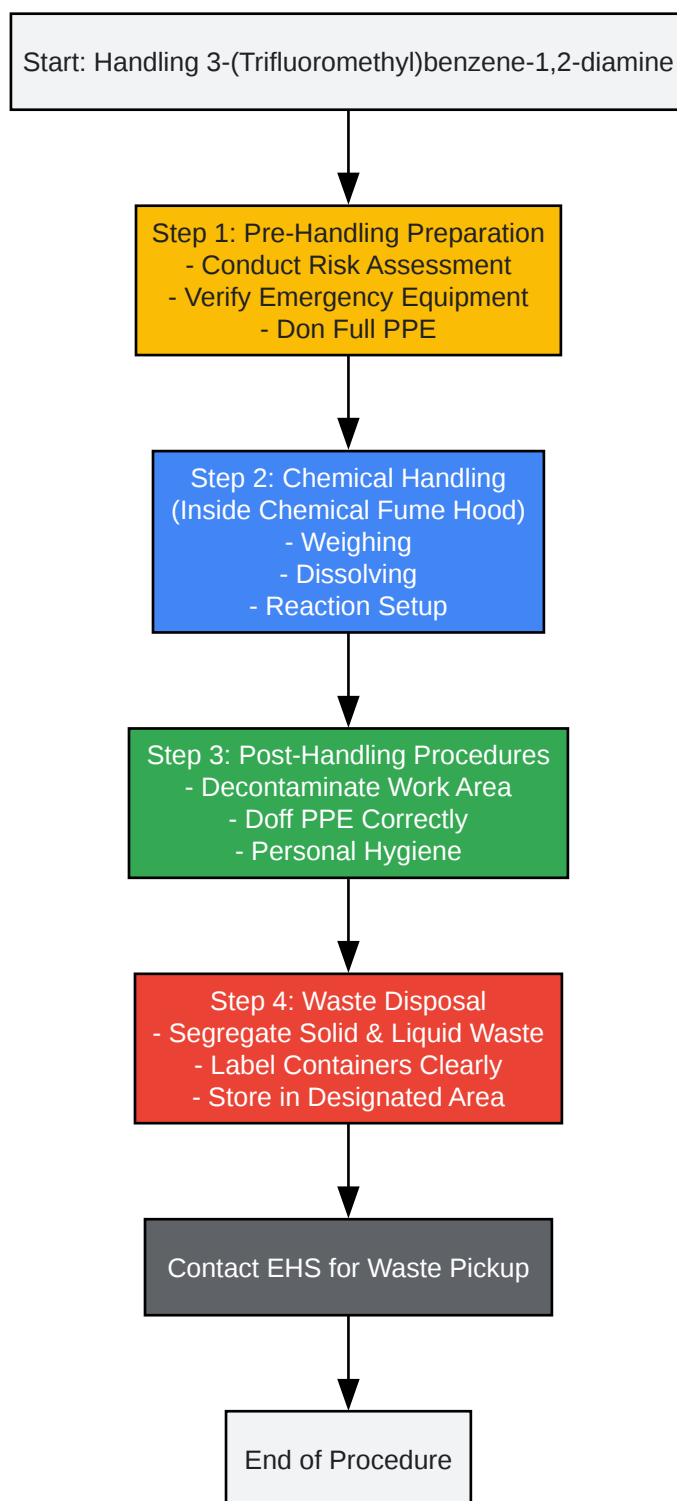 Start: Handling 3-(Trifluoromethyl)benzene-1,2-diamine
Step 1: Pre-Handling Preparation
- Conduct Risk Assessment
- Verify Emergency Equipment
- Don Full PPE
Step 2: Chemical Handling
(Inside Chemical Fume Hood)
- Weighing
- Dissolving
- Reaction Setup
Step 3: Post-Handling Procedures
- Decontaminate Work Area
- Doff PPE Correctly
- Personal Hygiene
Step 4: Waste Disposal
- Segregate Solid & Liquid Waste
- Label Containers Clearly
- Store in Designated Area
Contact EHS for Waste Pickup
End of Procedure